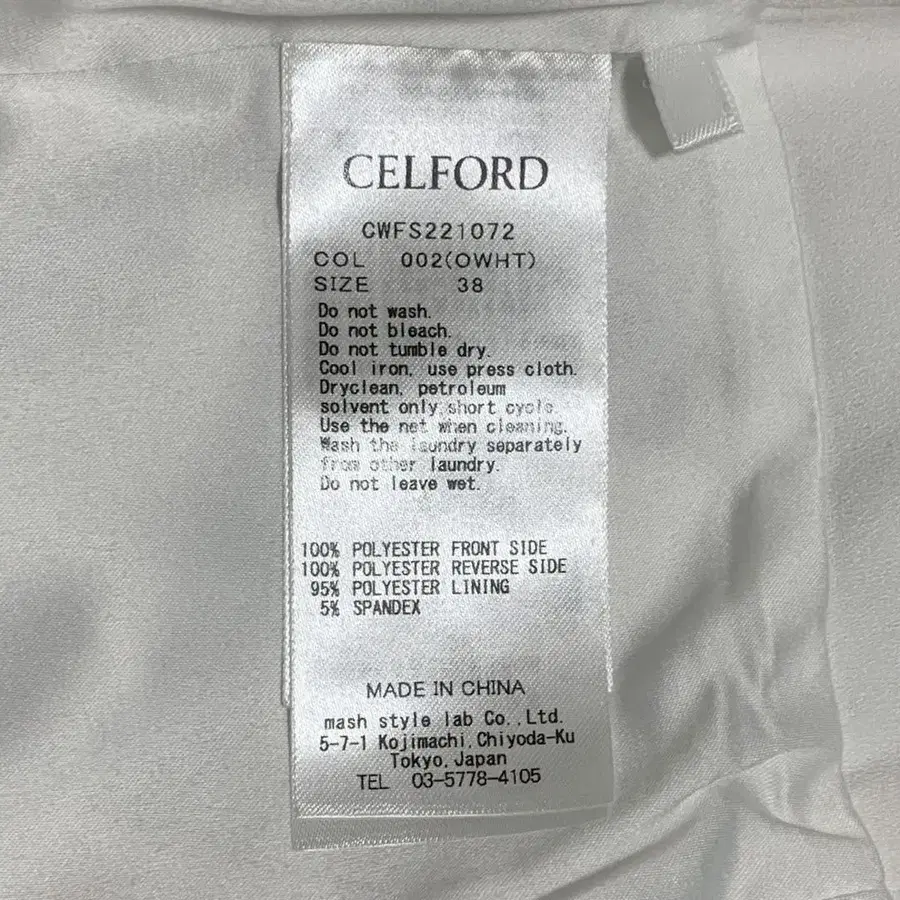 CELFORD
CWFS221072
COL 002(OWHT)
SIZE 38
Do not wash.
Do not bleach.
Do not tumble dry.
Cool iron, use press cloth.
Dryclean, petroleum
solvent only,short cycle.
Use the net when cleaning.
Wash the laundry separately
from other laundry.
Do not leave wet.
100% POLYESTER FRONT SIDE
100% POLYESTER REVERSE SIDE
95% POLYESTER LINING
5% SPANDEX
MADE IN CHINA
mash style lab Co.,Ltd.
5-7-1 Kojimachi,Chiyoda-Ku
Tokyo,Japan
TEL 03-5778-4105